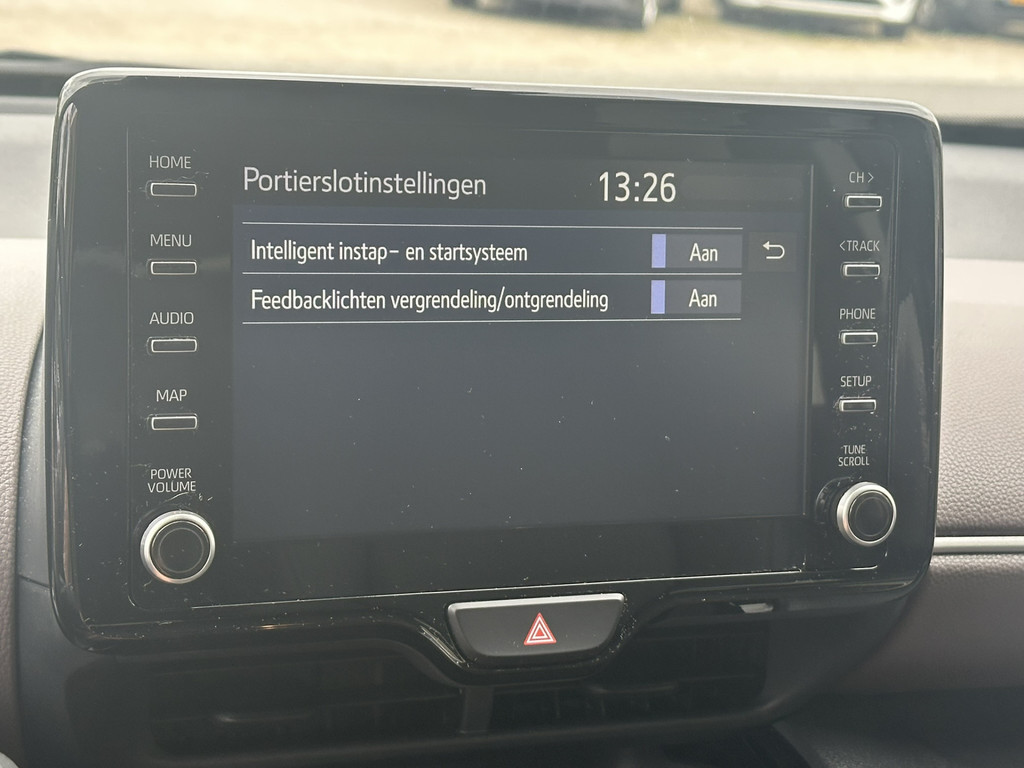 HOME
MENU
AUDIO
MAP
POWER
VOLUME
Portierslotinstellingen 13:26
Intelligent instap- en startsysteem Aan
Feedbacklichten vergrendeling/ontgrendeling Aan
CH >
< TRACK
PHONE
SETUP
TUNE
SCROLL